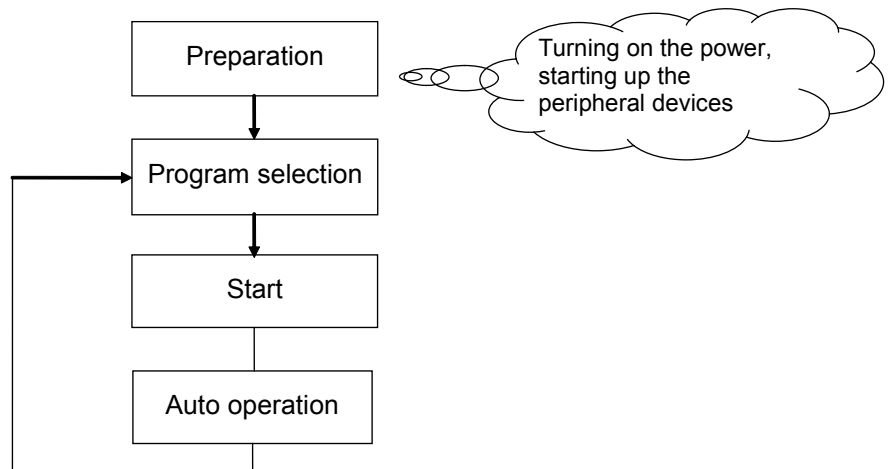 Preparation
Turning on the power,
starting up the
peripheral devices
Program selection
Start
Auto operation